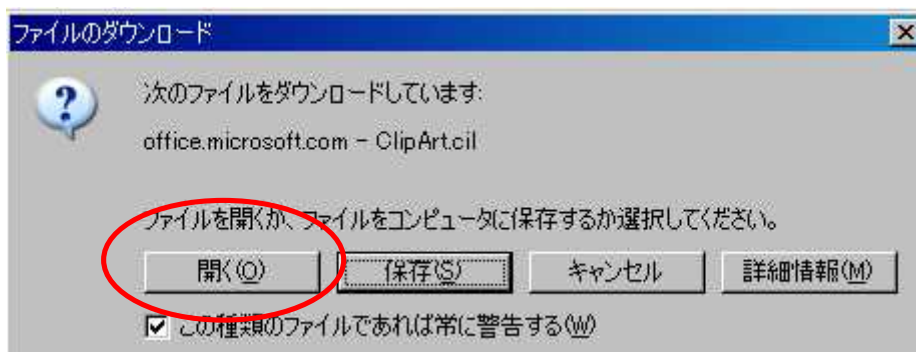 ファイルのダウンロード
次のファイルをダウンロードしています:
office.microsoft.com - ClipArt.cil
ファイルを開くか、ファイルをコンピュータに保存するか選択してください。
開く(O) 保存(S) キャンセル 詳細情報(M)
この種類のファイルであれば常に警告する(W)